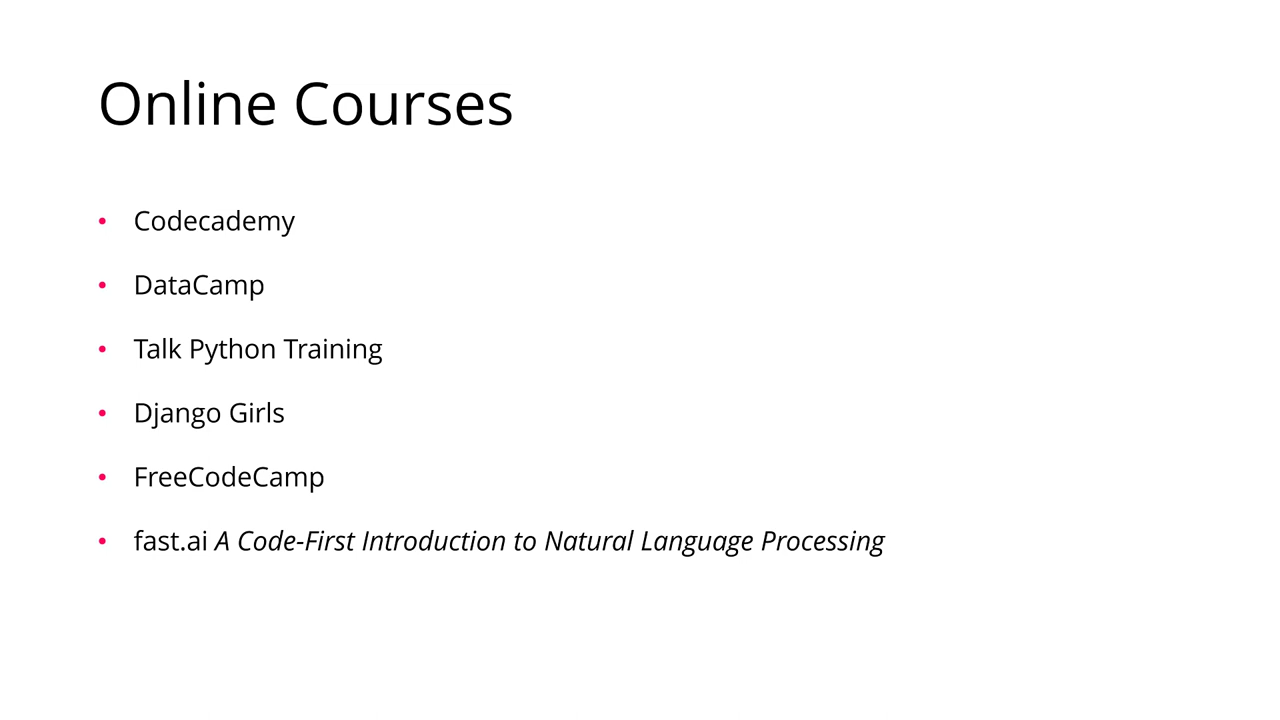 Online Courses
• Codecademy
• DataCamp
• Talk Python Training
• Django Girls
• FreeCodeCamp
• fast.ai A Code-First Introduction to Natural Language Processing